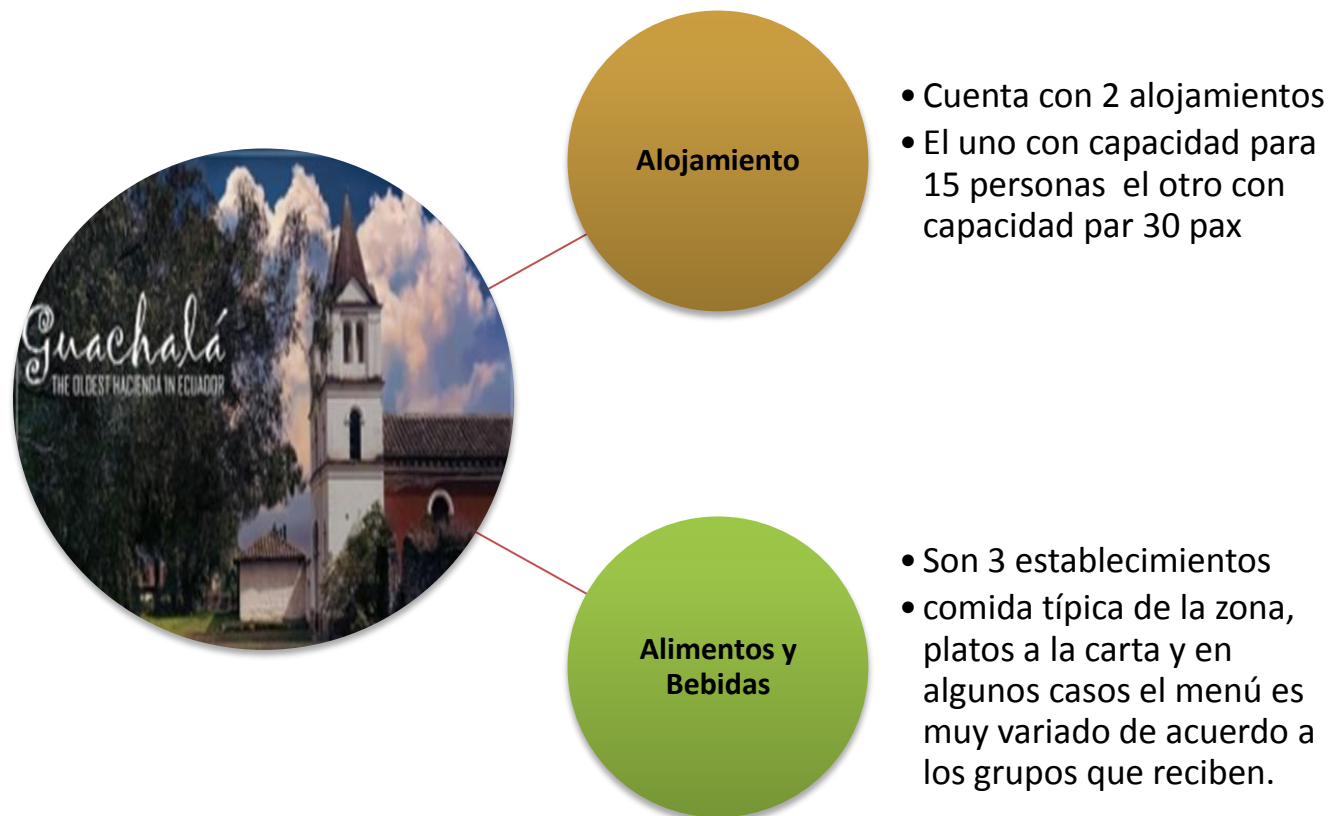 Guachalá
THE OLDEST HACIENDA IN ECUADOR
Alojamiento
• Cuenta con 2 alojamientos
• El uno con capacidad para
15 personas  el otro con
capacidad par 30 pax
Alimentos y
Bebidas
• Son 3 establecimientos
• comida típica de la zona,
platos a la carta y en
algunos casos el menú es
muy variado de acuerdo a
los grupos que reciben.